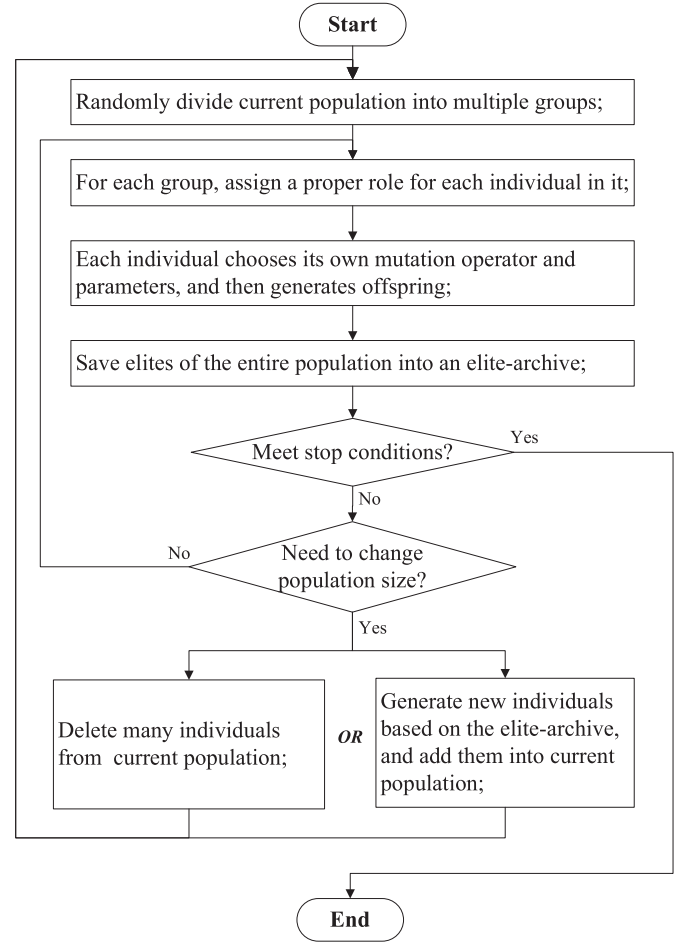 Start
Randomly divide current population into multiple groups;
For each group, assign a proper role for each individual in it;
Each individual chooses its own mutation operator and
parameters, and then generates offspring;
Save elites of the entire population into an elite-archive;
Meet stop conditions?
Yes
No
Need to change
population size?
No
Yes
Delete many individuals
from current population;
OR
Generate new individuals
based on the elite-archive,
and add them into current
population;
End